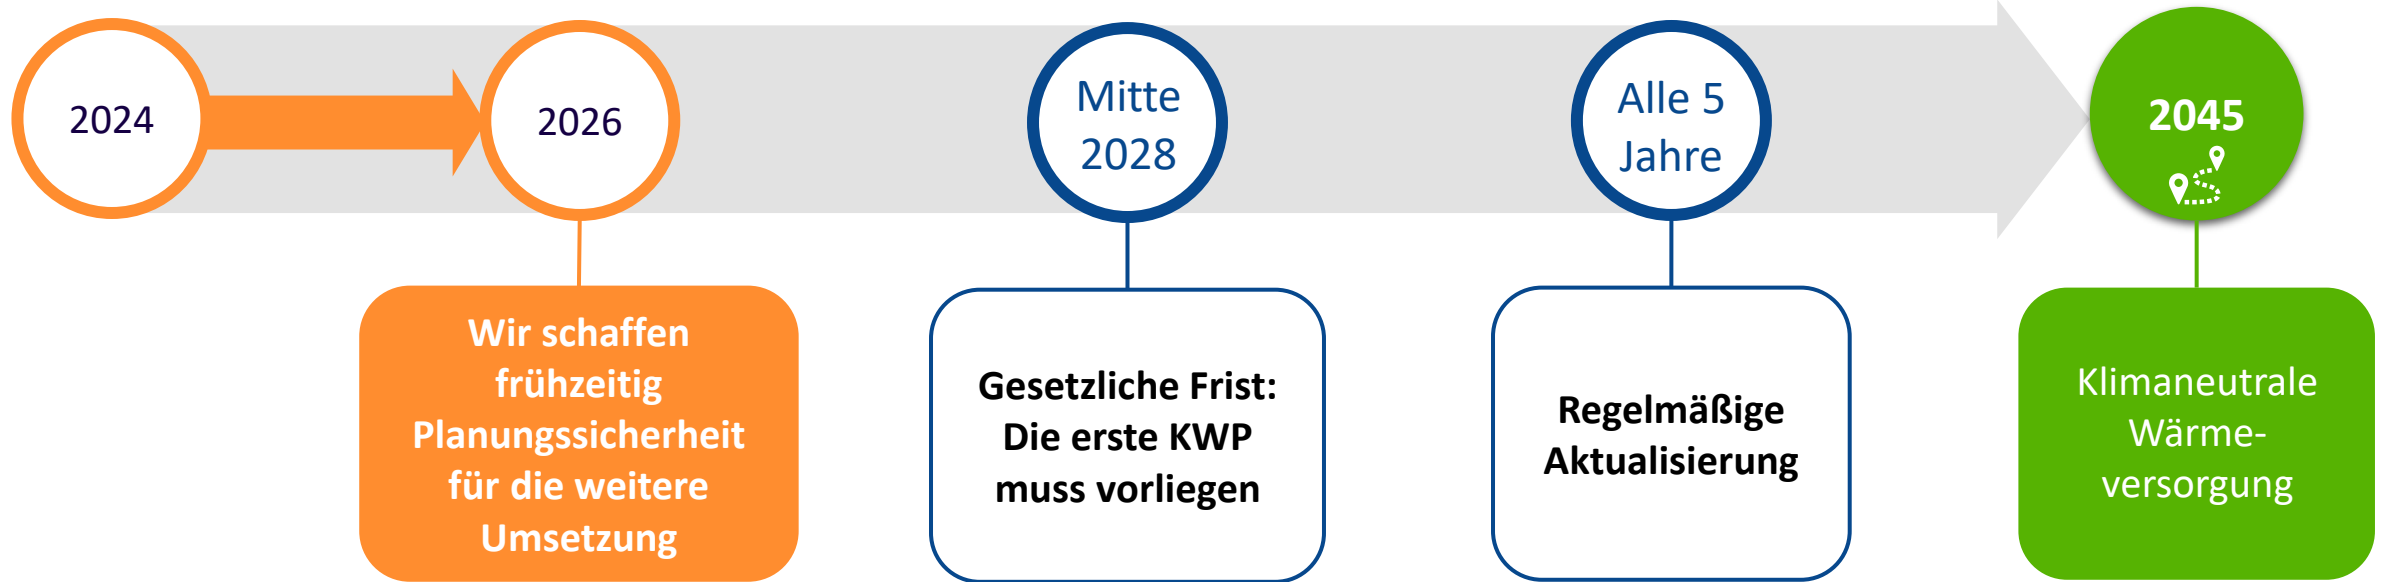 2024
2026
Mitte
2028
Alle 5
Jahre
2045
Wir schaffen
frühzeitig
Planungssicherheit
für die weitere
Umsetzung
Gesetzliche Frist:
Die erste KWP
muss vorliegen
Regelmäßige
Aktualisierung
Klimaneutrale
Wärme-
versorgung